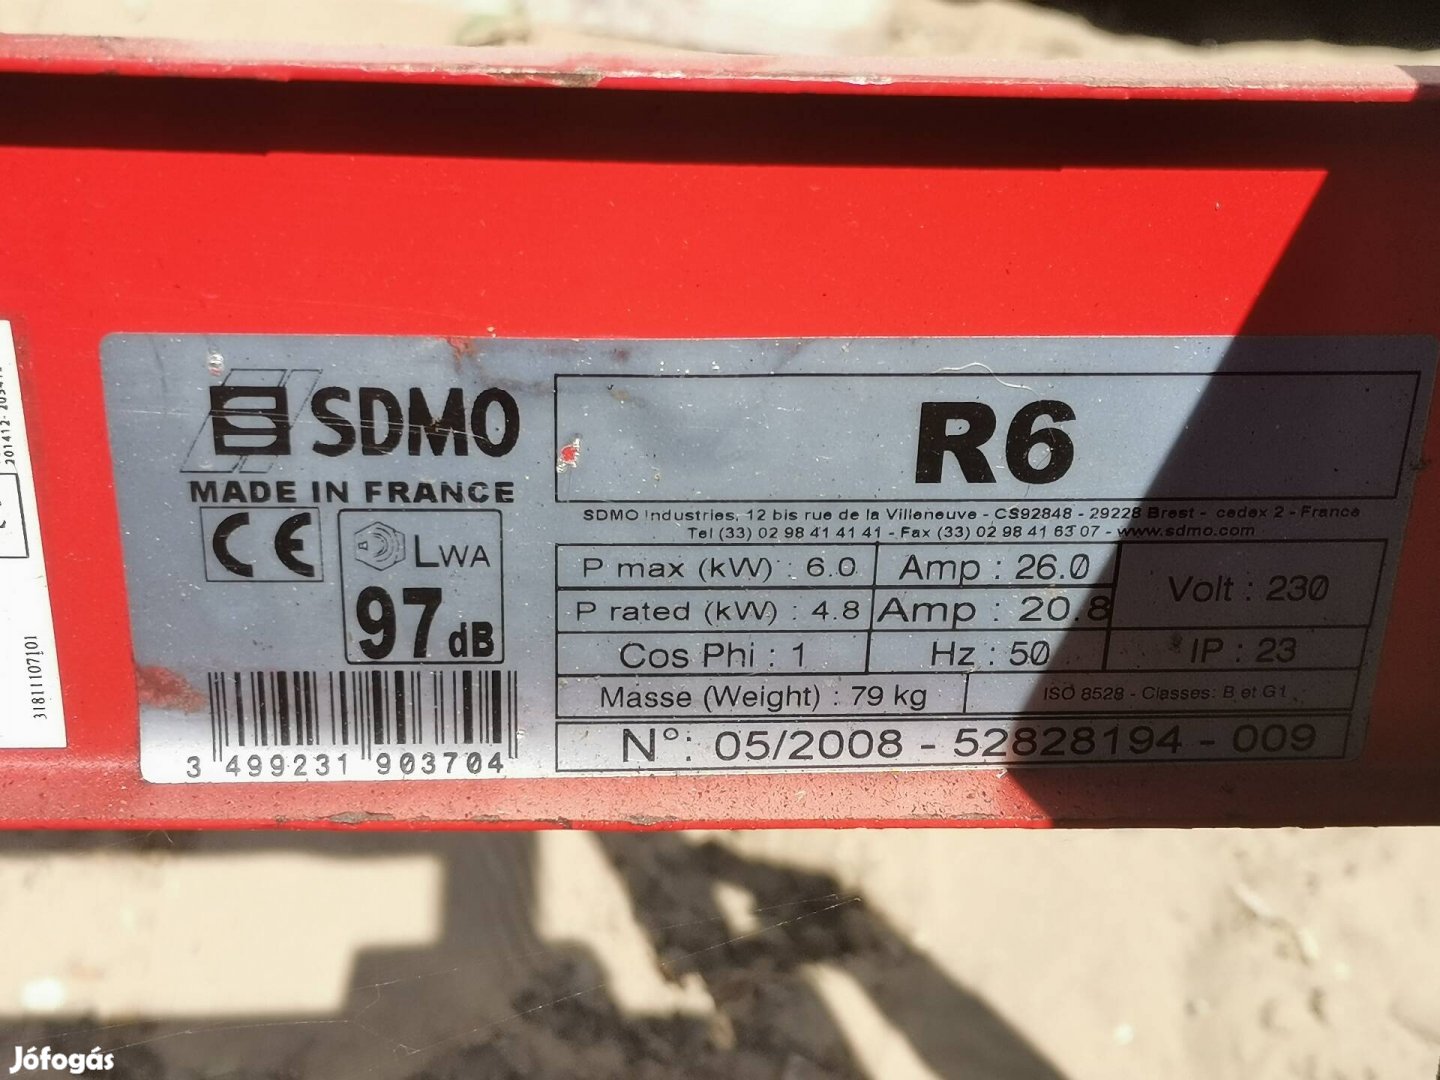 SDMO
MADE IN FRANCE
CE
LWA
97 dB
3 499231 903704
R6
SDMO Industries, 12 bis rue de la Villeneuve - CS92848 - 29228 Brest - cedex 2 - France
Tel (33) 02 98 41 41 41 - Fax (33) 02 98 41 63 07 - www.sdmo.com
P max (kW) : 6.0 Amp : 26.0 Volt : 230
P rated (kW) : 4.8 Amp : 20.8
Cos Phi : 1 Hz : 50 IP : 23
Masse (Weight) : 79 kg ISO 8528 - Classes: B et G1
N°: 05/2008 - 52828194 - 009
31811107101
Jófogás